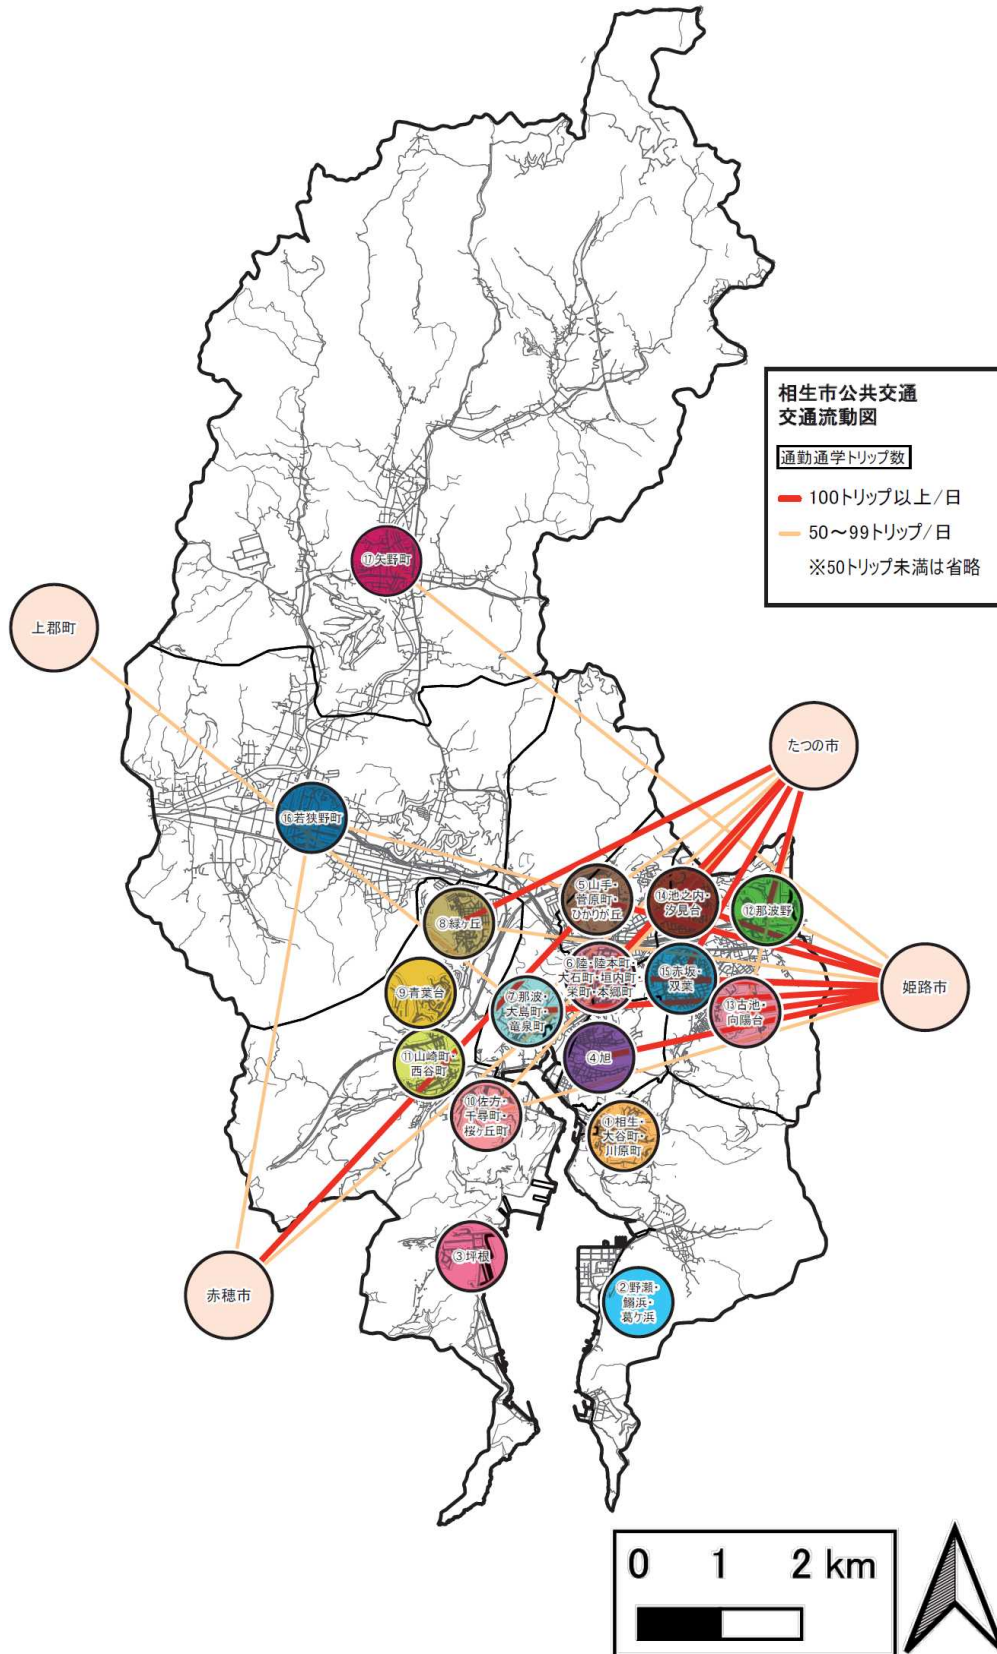 相生市公共交通
交通流動図
通勤通学トリップ数
100トリップ以上/日
50～99トリップ/日
※50トリップ未満は省略
⑰矢野町
上郡町
たつの市
⑯若狭野町
⑤山手・
菅原町・
ひかりが丘
⑭池之内・
汐見台
⑫那波野
⑧緑ヶ丘
⑥陸・陸本町・
大石町・垣内町・
栄町・本郷町
⑮赤坂・
双葉
姫路市
⑨青葉台
⑦那波・
大島町・
竜泉町
⑬古池・
向陽台
⑪山崎町・
西谷町
④旭
⑩佐方・
千尋町・
桜ヶ丘町
①相生・
大谷町・
川原町
③坪根
赤穂市
②野瀬・
鰯浜・
葛ケ浜
0 1 2 km